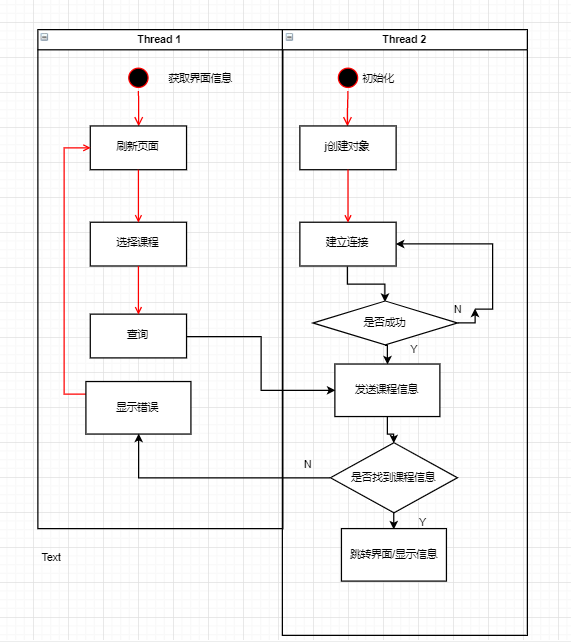 Thread 1
Thread 2
获取界面信息
初始化
刷新页面
j创建对象
选择课程
建立连接
N
是否成功
查询
Y
发送课程信息
显示错误
N
是否找到课程信息
Y
跳转界面/显示信息
Text